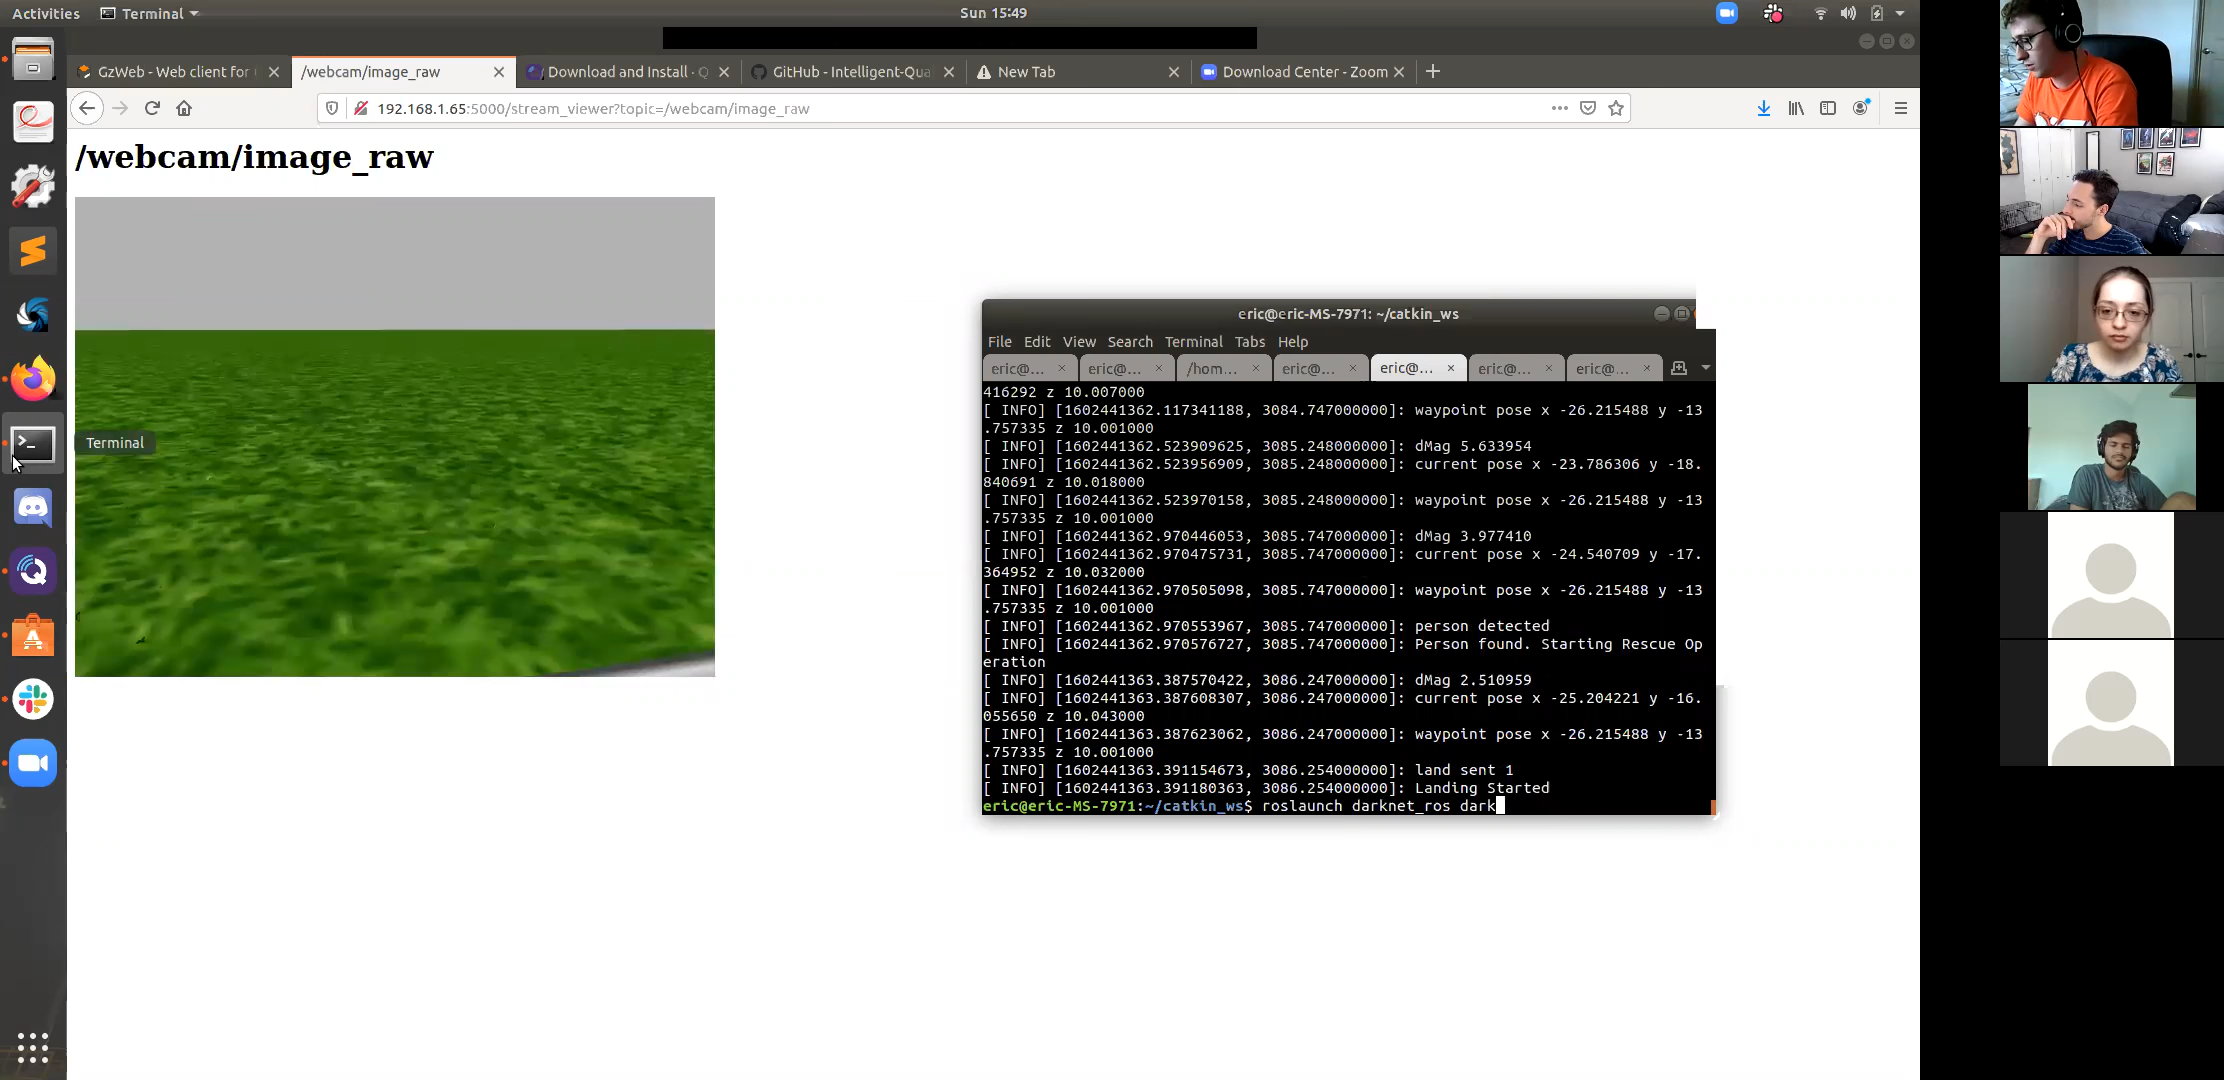 Activities Terminal Sun 15:49
GzWeb - Web client for
/webcam/image_raw
Download and Install · Q
GitHub - Intelligent-Qua
New Tab
Download Center - Zoom
192.168.1.65:5000/stream_viewer?topic=/webcam/image_raw
/webcam/image_raw
Terminal
eric@eric-MS-7971: ~/catkin_ws
File Edit View Search Terminal Tabs Help
eric@... eric@... /hom... eric@... eric@... eric@... eric@...
416292 z 10.007000
[ INFO] [1602441362.117341188, 3084.747000000]: waypoint pose x -26.215488 y -13
.757335 z 10.001000
[ INFO] [1602441362.523909625, 3085.248000000]: dMag 5.633954
[ INFO] [1602441362.523956909, 3085.248000000]: current pose x -23.786306 y -18.
840691 z 10.018000
[ INFO] [1602441362.523970158, 3085.248000000]: waypoint pose x -26.215488 y -13
.757335 z 10.001000
[ INFO] [1602441362.970446053, 3085.747000000]: dMag 3.977410
[ INFO] [1602441362.970475731, 3085.747000000]: current pose x -24.540709 y -17.
364952 z 10.032000
[ INFO] [1602441362.970505098, 3085.747000000]: waypoint pose x -26.215488 y -13
.757335 z 10.001000
[ INFO] [1602441362.970553967, 3085.747000000]: person detected
[ INFO] [1602441362.970576727, 3085.747000000]: Person found. Starting Rescue Op
eration
[ INFO] [1602441363.387570422, 3086.247000000]: dMag 2.510959
[ INFO] [1602441363.387608307, 3086.247000000]: current pose x -25.204221 y -16.
055650 z 10.043000
[ INFO] [1602441363.387623062, 3086.247000000]: waypoint pose x -26.215488 y -13
.757335 z 10.001000
[ INFO] [1602441363.391154673, 3086.254000000]: land sent 1
[ INFO] [1602441363.391180363, 3086.254000000]: Landing Started
eric@eric-MS-7971:~/catkin_ws$ roslaunch darknet_ros dark